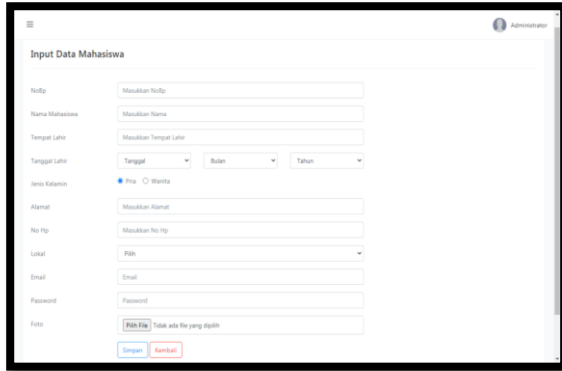 Administrator
Input Data Mahasiswa
NoBp Masukkan NoBp
Nama Mahasiswa Masukkan Nama
Tempat Lahir Masukkan Tempat Lahir
Tanggal Lahir Tanggal Bulan Tahun
Jenis Kelamin Pria Wanita
Alamat Masukkan Alamat
No Hp Masukkan No Hp
Lokal Pilih
Email Email
Password Password
Foto Pilih File Tidak ada file yang dipilih
Simpan Kembali